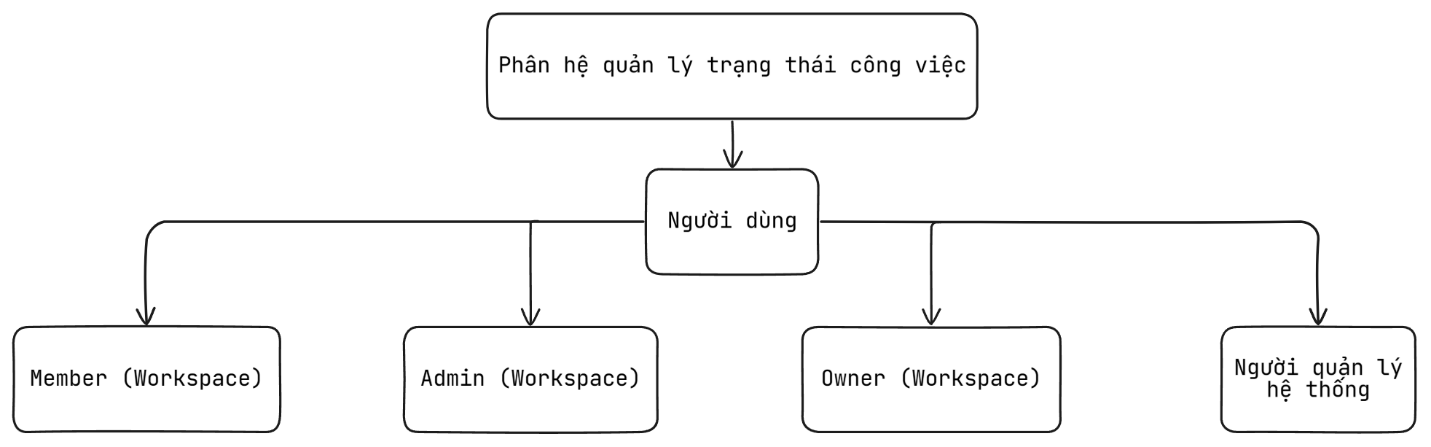 Phân hệ quản lý trạng thái công việc
Người dùng
Member (Workspace)
Admin (Workspace)
Owner (Workspace)
Người quản lý
hệ thống